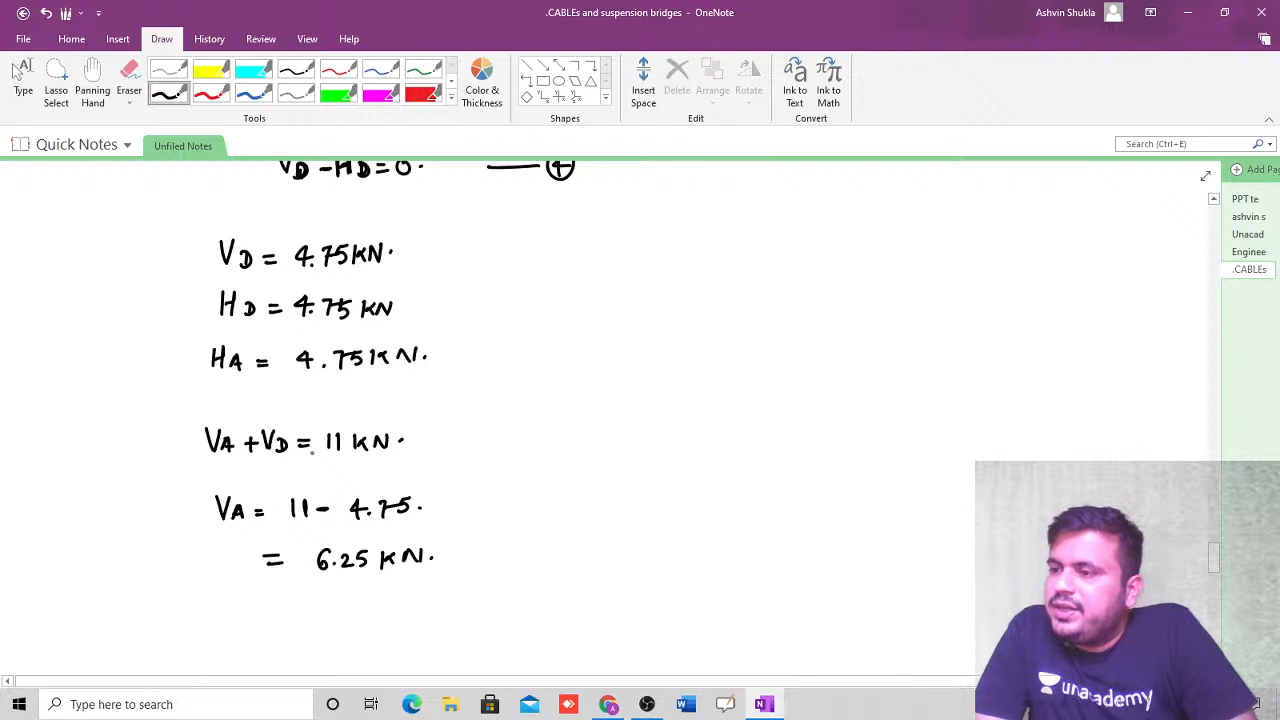 .CABLEs and suspension bridges - OneNote
Ashvin Shukla
File Home Insert Draw History Review View Help
Type
Lasso Select
Panning Hand
Eraser
Color & Thickness
Insert Space
Delete
Arrange
Rotate
Ink to Text
Ink to Math
Tools
Shapes
Edit
Convert
Quick Notes
Unfiled Notes
Search (Ctrl+E)
Add Pag
PPT te
ashvin s
Unacad
Enginee
.CABLEs
VD - HD = 0. — 4
VD = 4.75 KN.
HD = 4.75 KN
HA = 4.75 KN.
VA + VD = 11 KN.
VA = 11 - 4.75.
= 6.25 KN.
unacademy
Type here to search